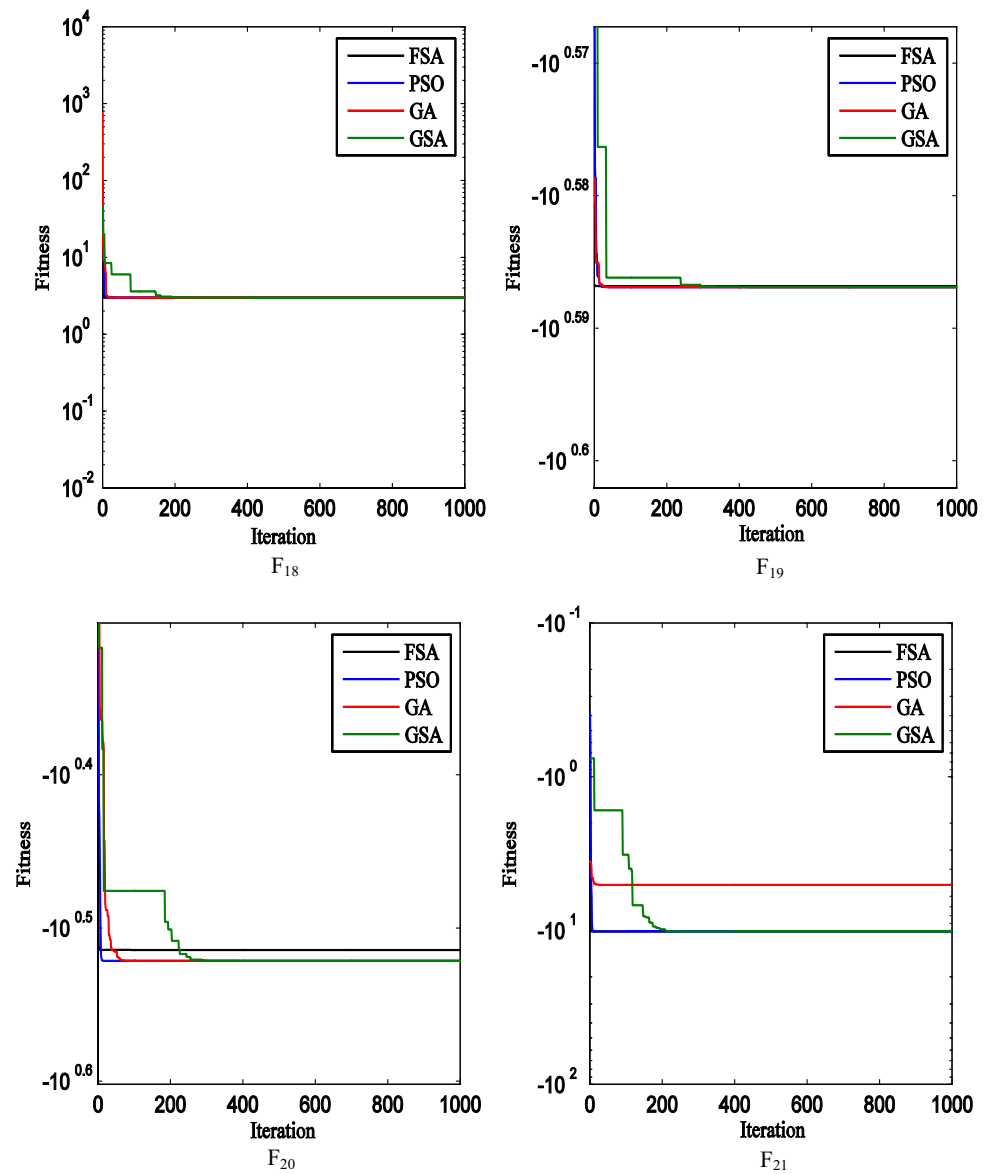 10^4
10^3
10^2
10^1
10^0
10^-1
10^-2
Fitness
0 200 400 600 800 1000
Iteration
FSA
PSO
GA
GSA
F_18
-10^0.57
-10^0.58
-10^0.59
-10^0.6
Fitness
0 200 400 600 800 1000
Iteration
FSA
PSO
GA
GSA
F_19
-10^0.4
-10^0.5
-10^0.6
Fitness
0 200 400 600 800 1000
Iteration
FSA
PSO
GA
GSA
F_20
-10^-1
-10^0
-10^1
-10^2
Fitness
0 200 400 600 800 1000
Iteration
FSA
PSO
GA
GSA
F_21